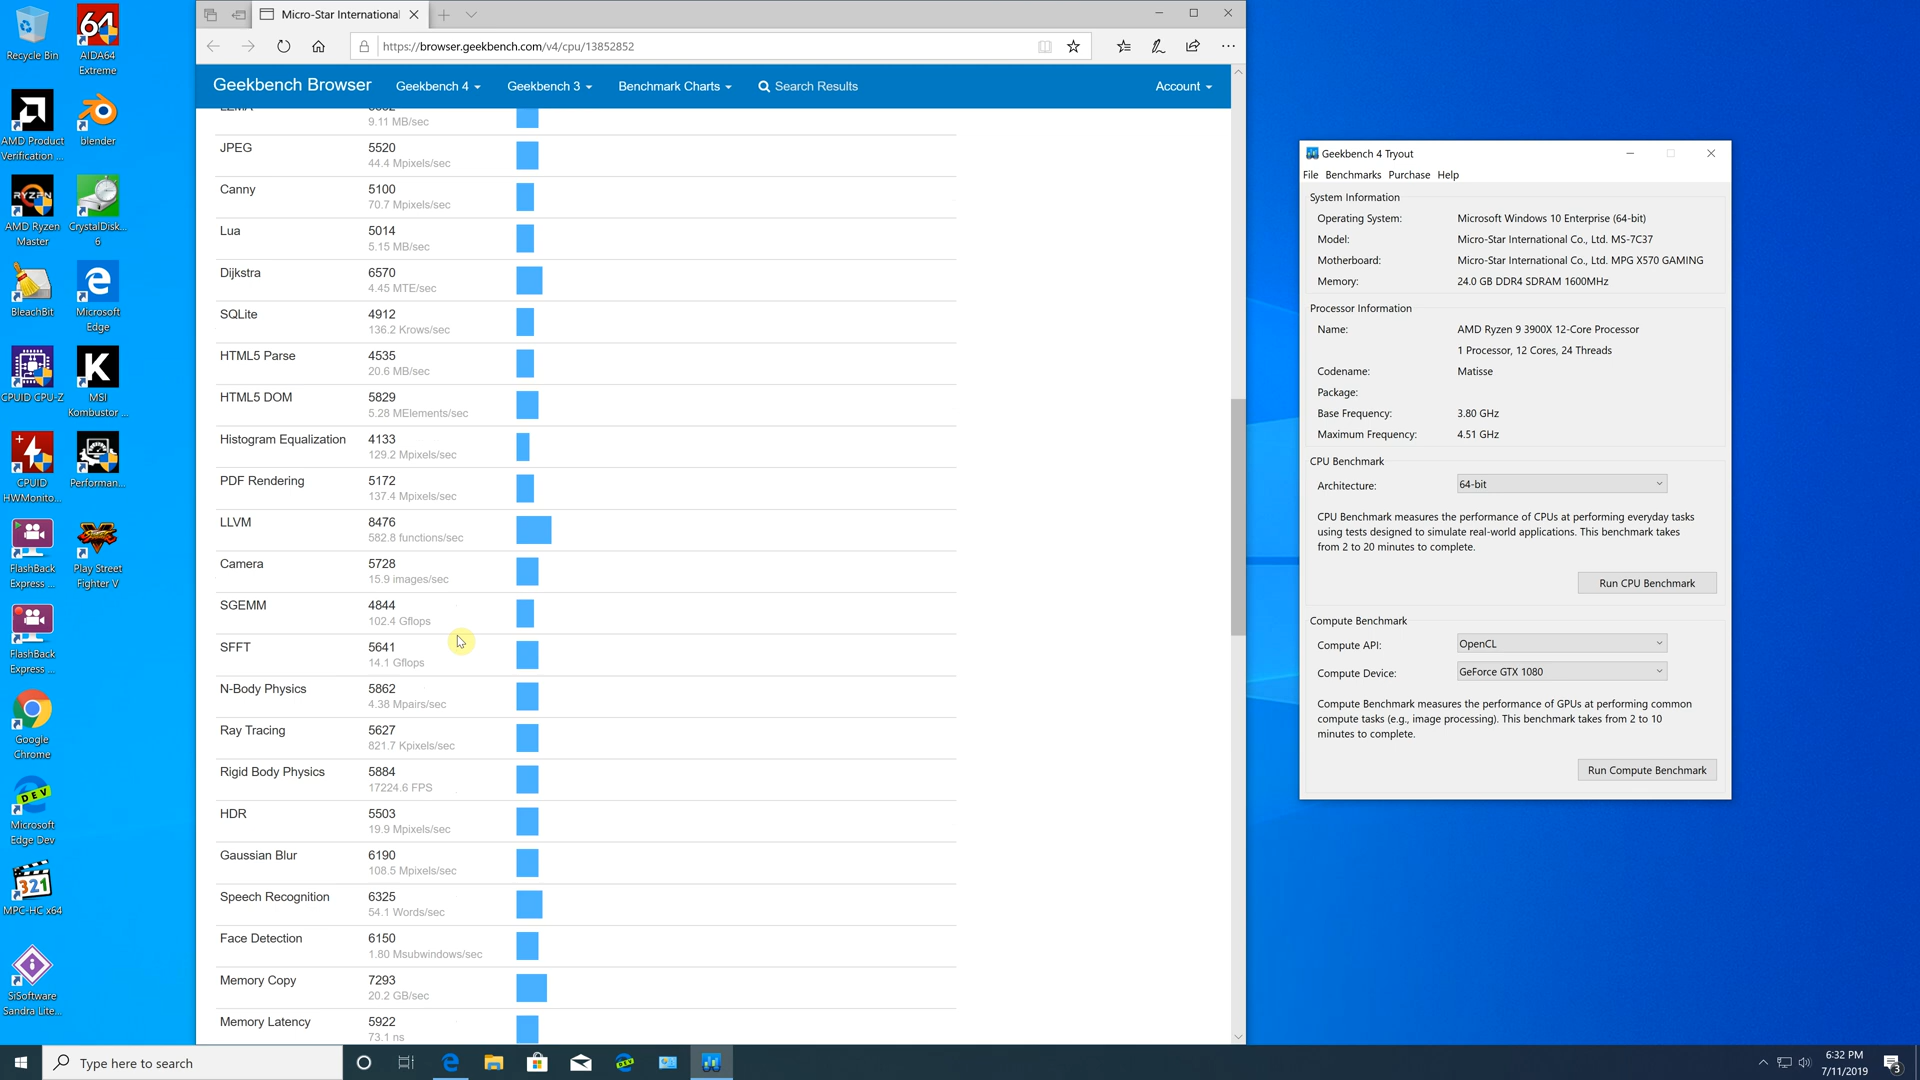 Recycle Bin
AIDA64
Extreme
AMD Product
Verification ...
blender
AMD Ryzen
Master
CrystalDisk...
6
BleachBit
Microsoft
Edge
CPUID CPU-Z
MSI
Kombustor ...
CPUID
HWMonito...
Performan...
FlashBack
Express ...
Play Street
Fighter V
FlashBack
Express ...
Google
Chrome
Microsoft
Edge Dev
MPC-HC x64
SiSoftware
Sandra Lite...
Micro-Star International
https://browser.geekbench.com/v4/cpu/13852852
Geekbench Browser
Geekbench 4
Geekbench 3
Benchmark Charts
Search Results
Account
9.11 MB/sec
JPEG
5520
44.4 Mpixels/sec
Canny
5100
70.7 Mpixels/sec
Lua
5014
5.15 MB/sec
Dijkstra
6570
4.45 MTE/sec
SQLite
4912
136.2 Krows/sec
HTML5 Parse
4535
20.6 MB/sec
HTML5 DOM
5829
5.28 MElements/sec
Histogram Equalization
4133
129.2 Mpixels/sec
PDF Rendering
5172
137.4 Mpixels/sec
LLVM
8476
582.8 functions/sec
Camera
5728
15.9 images/sec
SGEMM
4844
102.4 Gflops
SFFT
5641
14.1 Gflops
N-Body Physics
5862
4.38 Mpairs/sec
Ray Tracing
5627
821.7 Kpixels/sec
Rigid Body Physics
5884
17224.6 FPS
HDR
5503
19.9 Mpixels/sec
Gaussian Blur
6190
108.5 Mpixels/sec
Speech Recognition
6325
54.1 Words/sec
Face Detection
6150
1.80 Msubwindows/sec
Memory Copy
7293
20.2 GB/sec
Memory Latency
5922
73.1 ns
Geekbench 4 Tryout
File Benchmarks Purchase Help
System Information
Operating System: Microsoft Windows 10 Enterprise (64-bit)
Model: Micro-Star International Co., Ltd. MS-7C37
Motherboard: Micro-Star International Co., Ltd. MPG X570 GAMING
Memory: 24.0 GB DDR4 SDRAM 1600MHz
Processor Information
Name: AMD Ryzen 9 3900X 12-Core Processor
1 Processor, 12 Cores, 24 Threads
Codename: Matisse
Package:
Base Frequency: 3.80 GHz
Maximum Frequency: 4.51 GHz
CPU Benchmark
Architecture: 64-bit
CPU Benchmark measures the performance of CPUs at performing everyday tasks
using tests designed to simulate real-world applications. This benchmark takes
from 2 to 20 minutes to complete.
Run CPU Benchmark
Compute Benchmark
Compute API: OpenCL
Compute Device: GeForce GTX 1080
Compute Benchmark measures the performance of GPUs at performing common
compute tasks (e.g., image processing). This benchmark takes from 2 to 10
minutes to complete.
Run Compute Benchmark
Type here to search
6:32 PM
7/11/2019
3